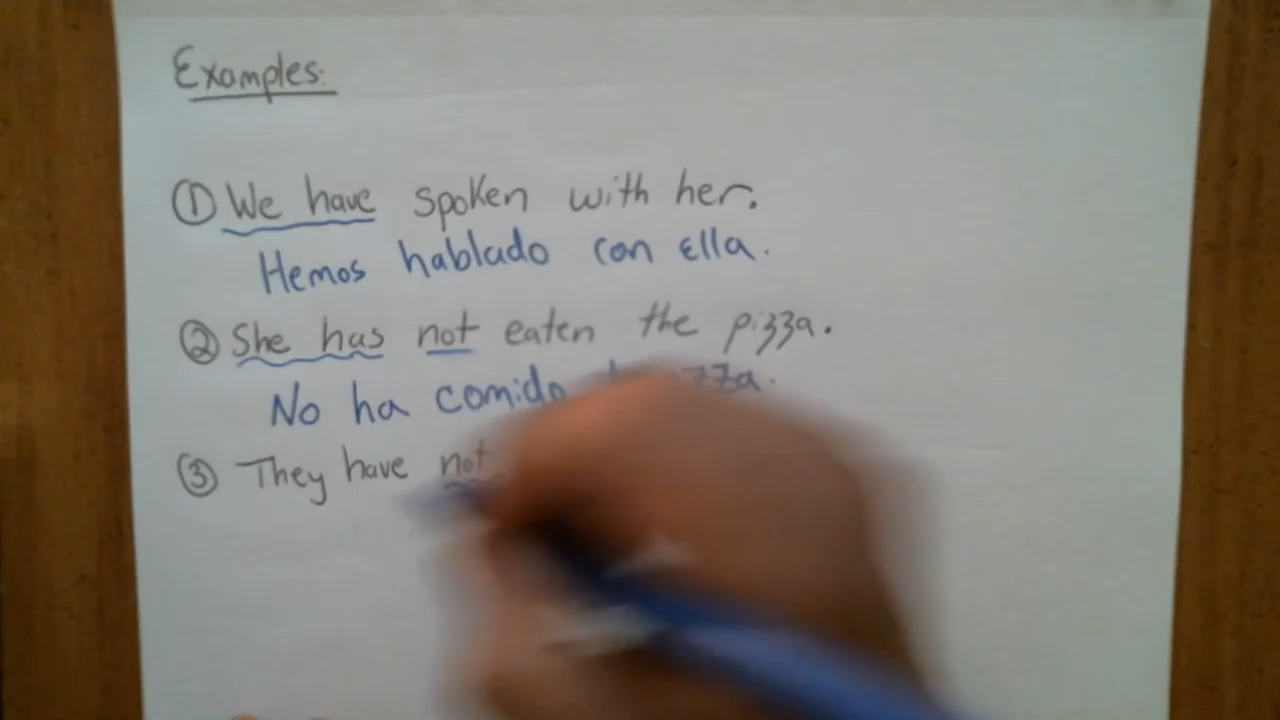 Examples:
① We have spoken with her.
Hemos hablado con ella.
② She has not eaten the pizza.
No ha comido
③ They have not